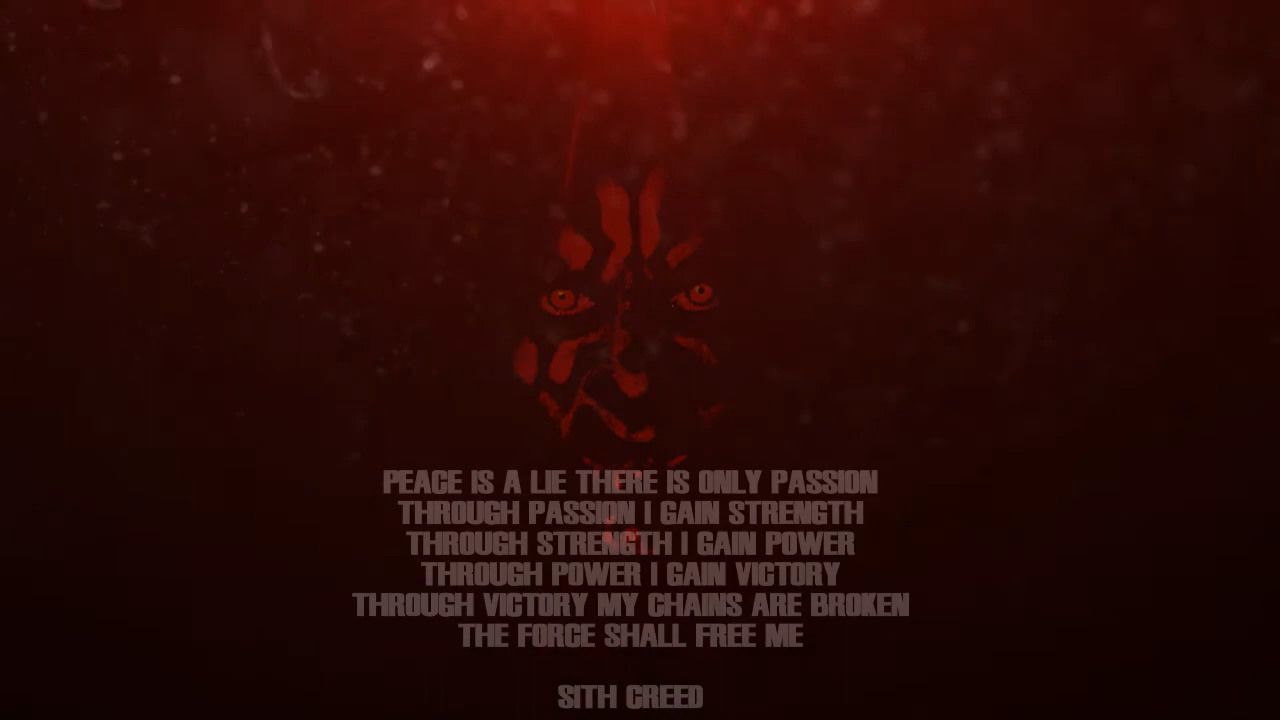 PEACE IS A LIE THERE IS ONLY PASSION
THROUGH PASSION I GAIN STRENGTH
THROUGH STRENGTH I GAIN POWER
THROUGH POWER I GAIN VICTORY
THROUGH VICTORY MY CHAINS ARE BROKEN
THE FORCE SHALL FREE ME
SITH CREED